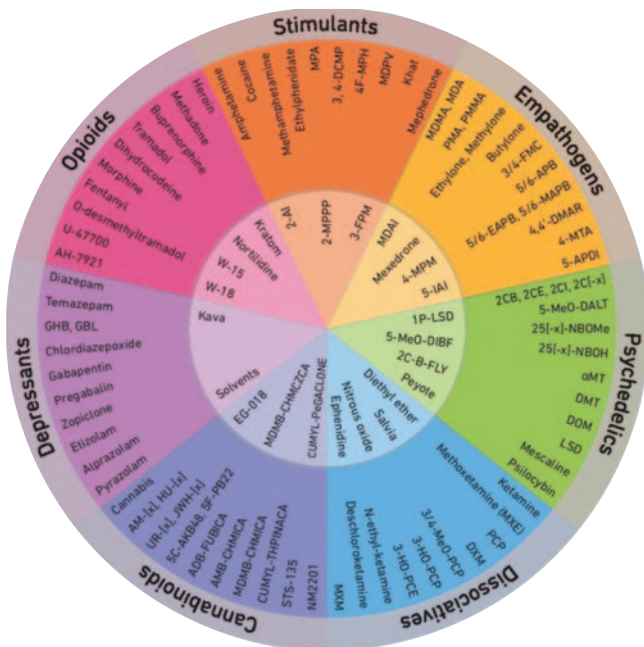 Stimulants
Amphetamine
Cocaine
Methamphetamine
Ethylphenidate
MPA
3, 4-DCMP
4F-MPH
MDPV
Khat
Mephedrone
2-AI
2-MPPP
3-FPM
Empathogens
MDMA, MDA
PMA, PMMA
Ethylone, Methylone
Butylone
3/4-FMC
5/6-APB
5/6-EAPB, 5/6-MAPB
4,4'-DMAR
4-MTA
5-APDI
MDAI
Mexedrone
4-MPM
5-IAI
Psychedelics
2CB, 2CE, 2CI, 2C[-x]
5-MeO-DALT
25[-x]-NBOMe
25[-x]-NBOH
αMT
DMT
DOM
LSD
Mescaline
Psilocybin
1P-LSD
5-MeO-DIBF
2C-B-FLY
Peyote
Dissociatives
Ketamine
Methoxetamine (MXE)
PCP
DXM
3/4-MeO-PCP
3-HO-PCP
3-HO-PCE
N-ethyl-ketamine
Deschloroketamine
MXM
Diethyl ether
Salvia
Nitrous oxide
Ephenidine
Cannabinoids
Cannabis
AM-[x], HU-[x]
UR-[x], JWH-[x]
5C-AKB48, 5F-PB22
ADB-FUBICA
AMB-CHMICA
MDMB-CHMICA
CUMYL-THPINACA
STS-135
NM2201
EG-018
MDMB-CHMCZCA
CUMYL-PeGACLONE
Depressants
Diazepam
Temazepam
GHB, GBL
Chlordiazepoxide
Gabapentin
Pregabalin
Zopiclone
Etizolam
Alprazolam
Pyrazolam
Kava
Solvents
Opioids
Heroin
Methadone
Buprenorphine
Tramadol
Dihydrocodeine
Morphine
Fentanyl
O-desmethyltramadol
U-47700
AH-7921
Kratom
Nortilidine
W-15
W-18